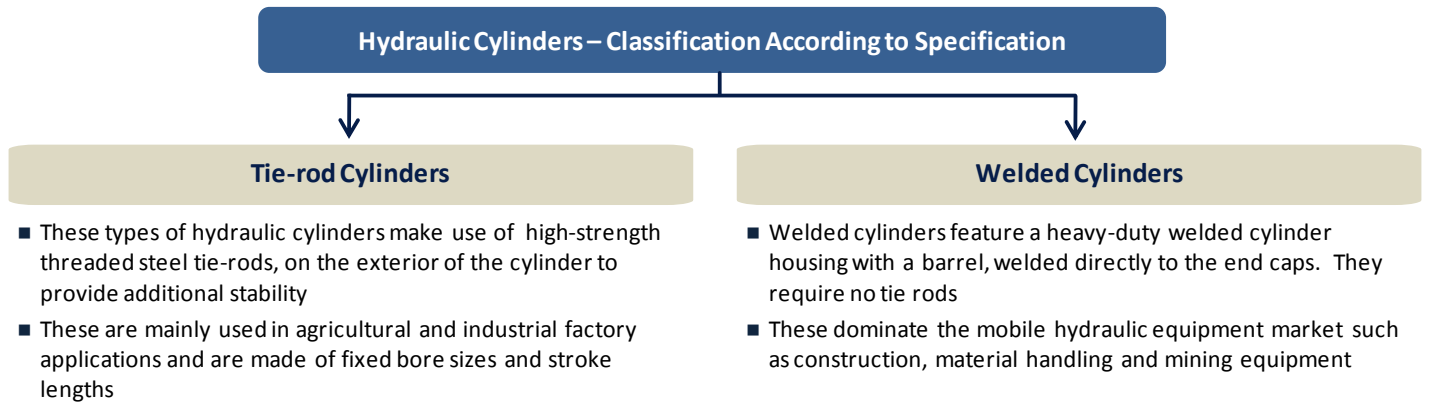 Hydraulic Cylinders – Classification According to Specification
Tie-rod Cylinders
■ These types of hydraulic cylinders make use of high-strength
threaded steel tie-rods, on the exterior of the cylinder to
provide additional stability
■ These are mainly used in agricultural and industrial factory
applications and are made of fixed bore sizes and stroke
lengths
Welded Cylinders
■ Welded cylinders feature a heavy-duty welded cylinder
housing with a barrel, welded directly to the end caps. They
require no tie rods
■ These dominate the mobile hydraulic equipment market such
as construction, material handling and mining equipment